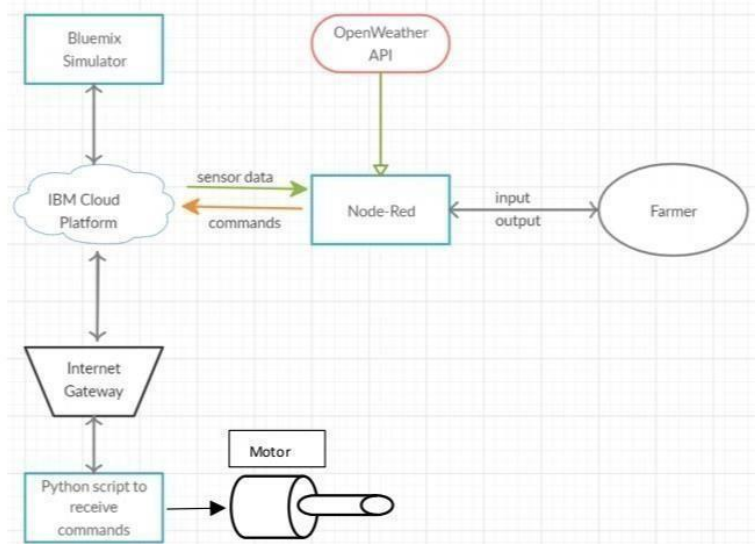 Bluemix
Simulator
OpenWeather
API
IBM Cloud
Platform
sensor data
commands
Node-Red
input
output
Farmer
Internet
Gateway
Motor
Python script to
receive
commands